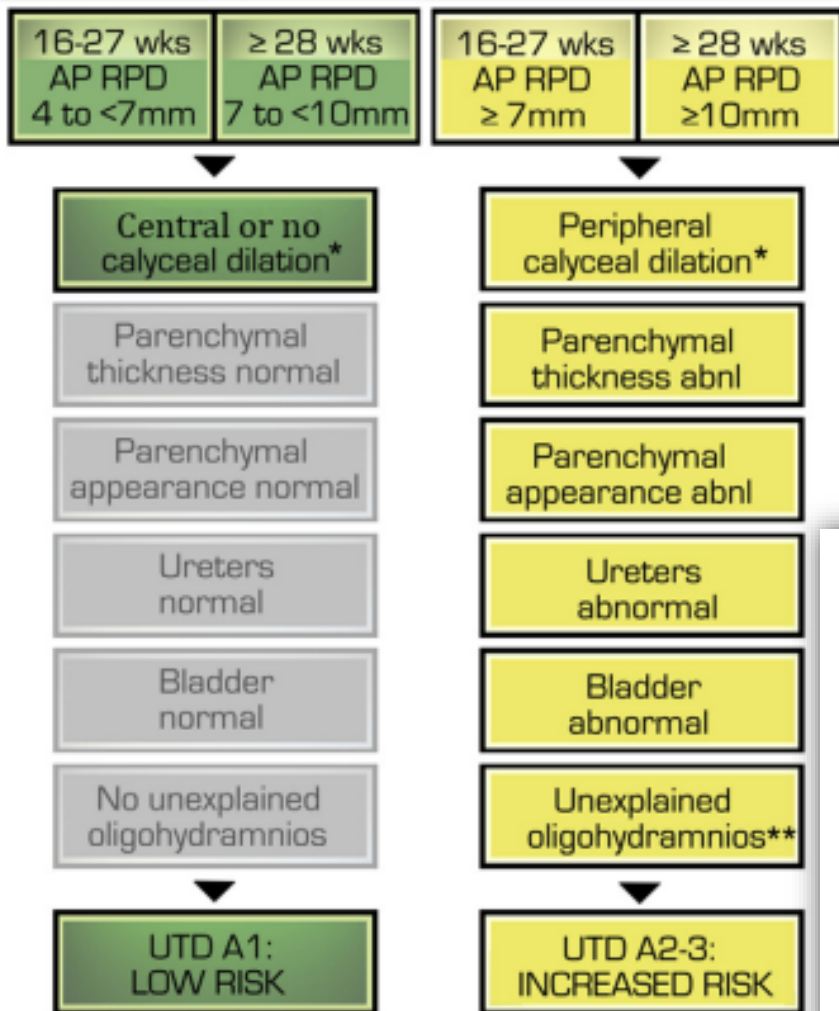 16-27 wks
AP RPD
4 to <7mm
≥ 28 wks
AP RPD
7 to <10mm
Central or no
calyceal dilation*
Parenchymal
thickness normal
Parenchymal
appearance normal
Ureters
normal
Bladder
normal
No unexplained
oligohydramnios
UTD A1:
LOW RISK
16-27 wks
AP RPD
≥ 7mm
≥ 28 wks
AP RPD
≥10mm
Peripheral
calyceal dilation*
Parenchymal
thickness abnl
Parenchymal
appearance abnl
Ureters
abnormal
Bladder
abnormal
Unexplained
oligohydramnios**
UTD A2-3:
INCREASED RISK